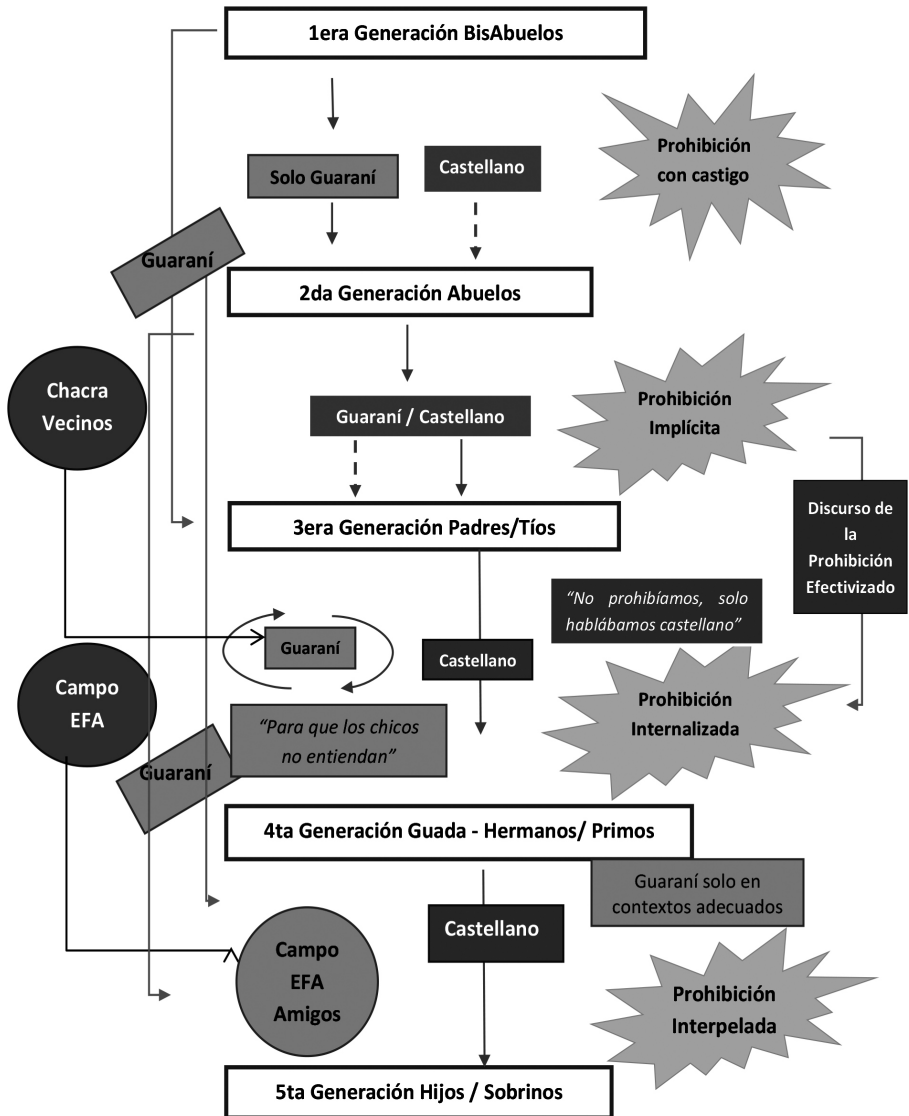 1era Generación BisAbuelos
Prohibición
con castigo
Solo Guaraní
Castellano
Guaraní
2da Generación Abuelos
Chacra
Vecinos
Guaraní / Castellano
Prohibición
Implícita
3era Generación Padres/Tíos
Discurso de
la
Prohibición
Efectivizado
“No prohibíamos, solo
hablábamos castellano”
Guaraní
Castellano
Campo
EFA
Prohibición
Internalizada
“Para que los chicos
no entiendan”
Guaraní
4ta Generación Guada - Hermanos/ Primos
Guaraní solo en
contextos adecuados
Castellano
Campo
EFA
Amigos
Prohibición
Interpelada
5ta Generación Hijos / Sobrinos